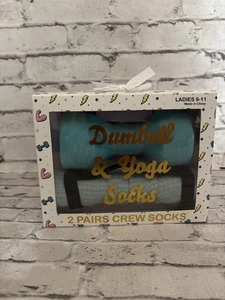 LADIES 9-11
Made in China
Dumbell
& Yoga
Socks
2 PAIRS CREW SOCKS